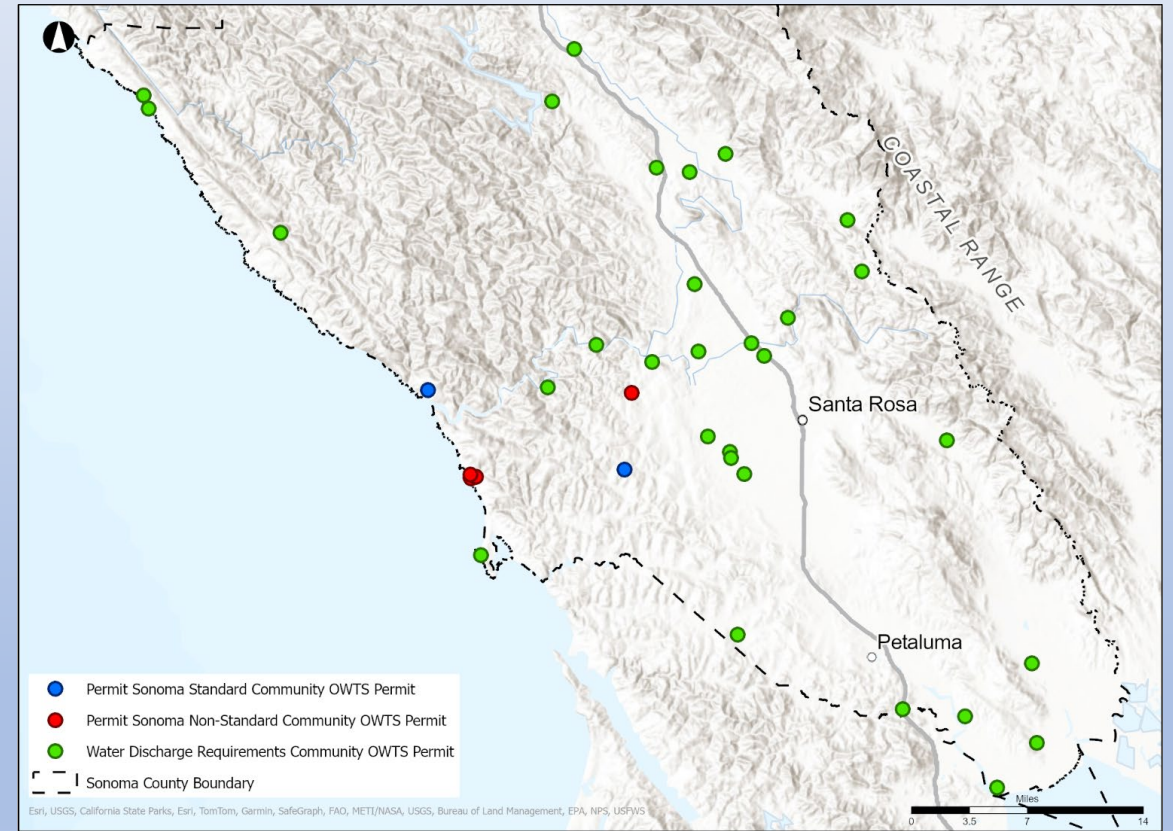 COASTAL RANGE
Santa Rosa
Petaluma
Permit Sonoma Standard Community OWTS Permit
Permit Sonoma Non-Standard Community OWTS Permit
Water Discharge Requirements Community OWTS Permit
Sonoma County Boundary
Esri, USGS, California State Parks, Esri, TomTom, Garmin, SafeGraph, FAO, METI/NASA, USGS, Bureau of Land Management, EPA, NPS, USFWS
Miles
0 3.5 7 14